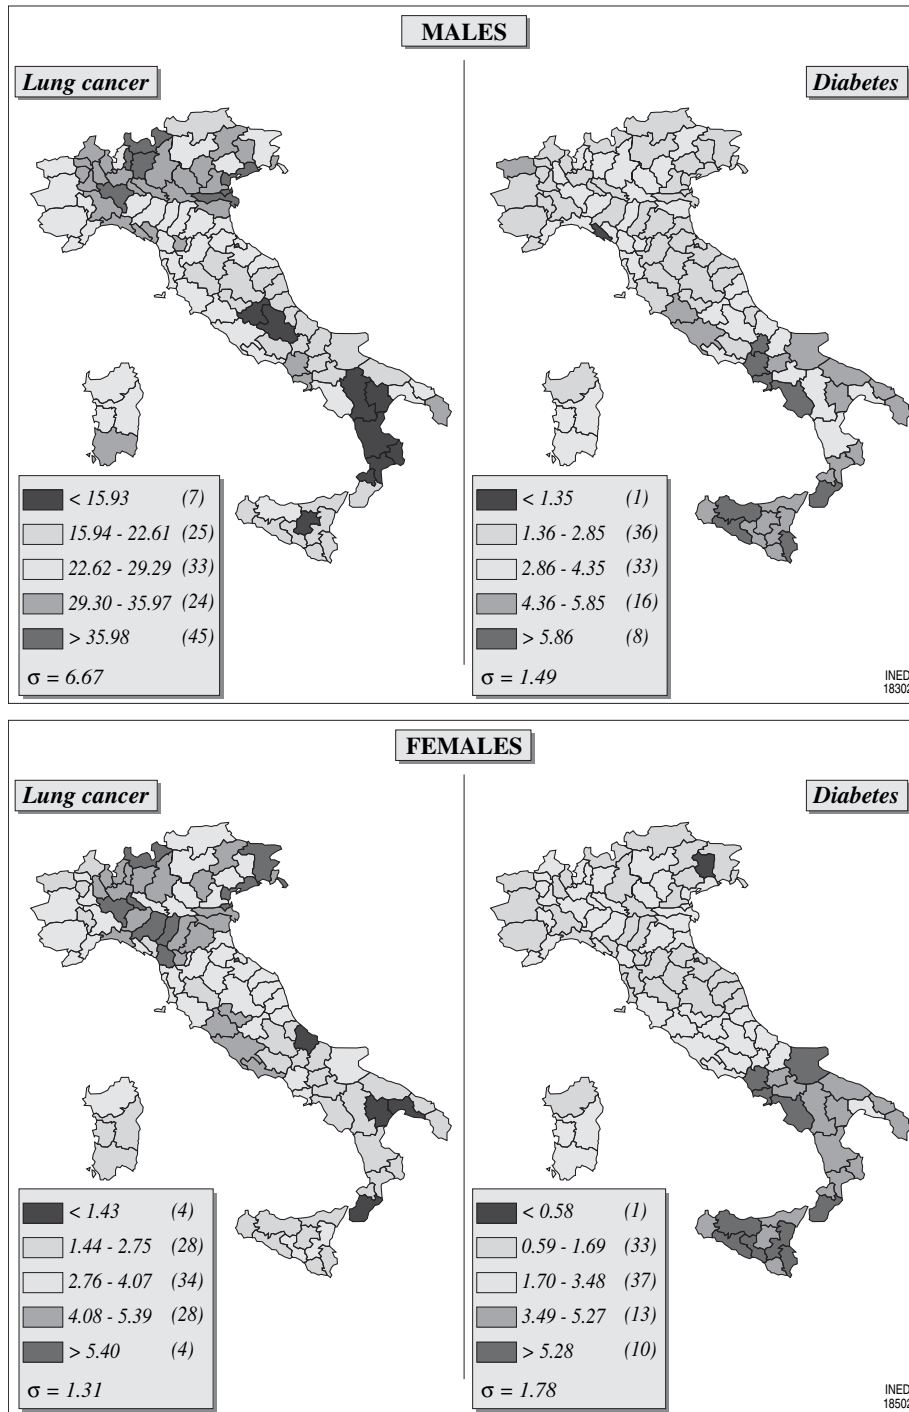 MALES
Lung cancer
Diabetes
< 15.93 (7)
15.94 - 22.61 (25)
22.62 - 29.29 (33)
29.30 - 35.97 (24)
> 35.98 (45)
σ = 6.67
< 1.35 (1)
1.36 - 2.85 (36)
2.86 - 4.35 (33)
4.36 - 5.85 (16)
> 5.86 (8)
σ = 1.49
INED
18302
FEMALES
Lung cancer
Diabetes
< 1.43 (4)
1.44 - 2.75 (28)
2.76 - 4.07 (34)
4.08 - 5.39 (28)
> 5.40 (4)
σ = 1.31
< 0.58 (1)
0.59 - 1.69 (33)
1.70 - 3.48 (37)
3.49 - 5.27 (13)
> 5.28 (10)
σ = 1.78
INED
18502